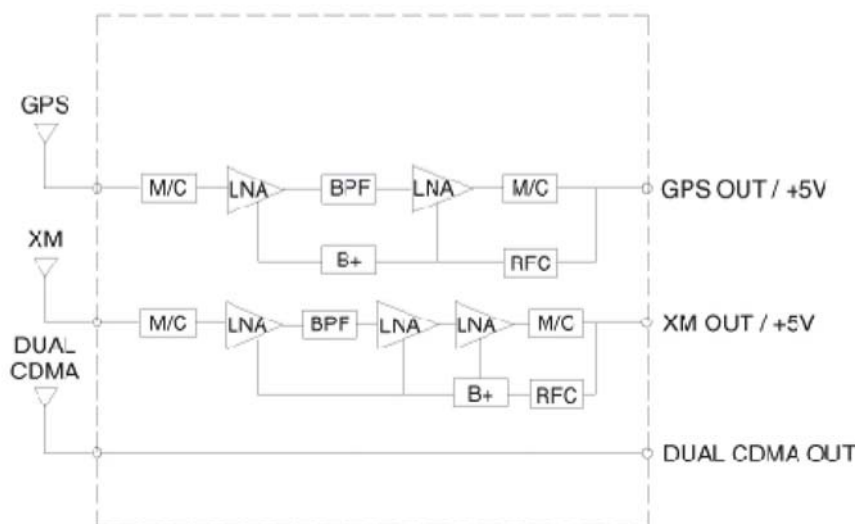 GPS
M/C LNA BPF LNA M/C GPS OUT / +5V
B+ RFC
XM
M/C LNA BPF LNA LNA M/C XM OUT / +5V
DUAL
CDMA
B+ RFC
DUAL CDMA OUT